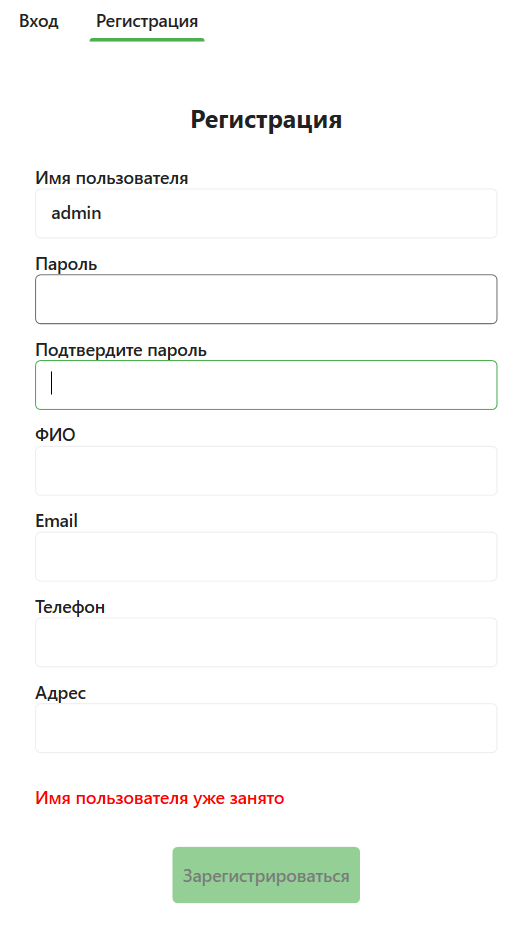 Вход Регистрация
Регистрация
Имя пользователя
admin
Пароль
Подтвердите пароль
ФИО
Email
Телефон
Адрес
Имя пользователя уже занято
Зарегистрироваться